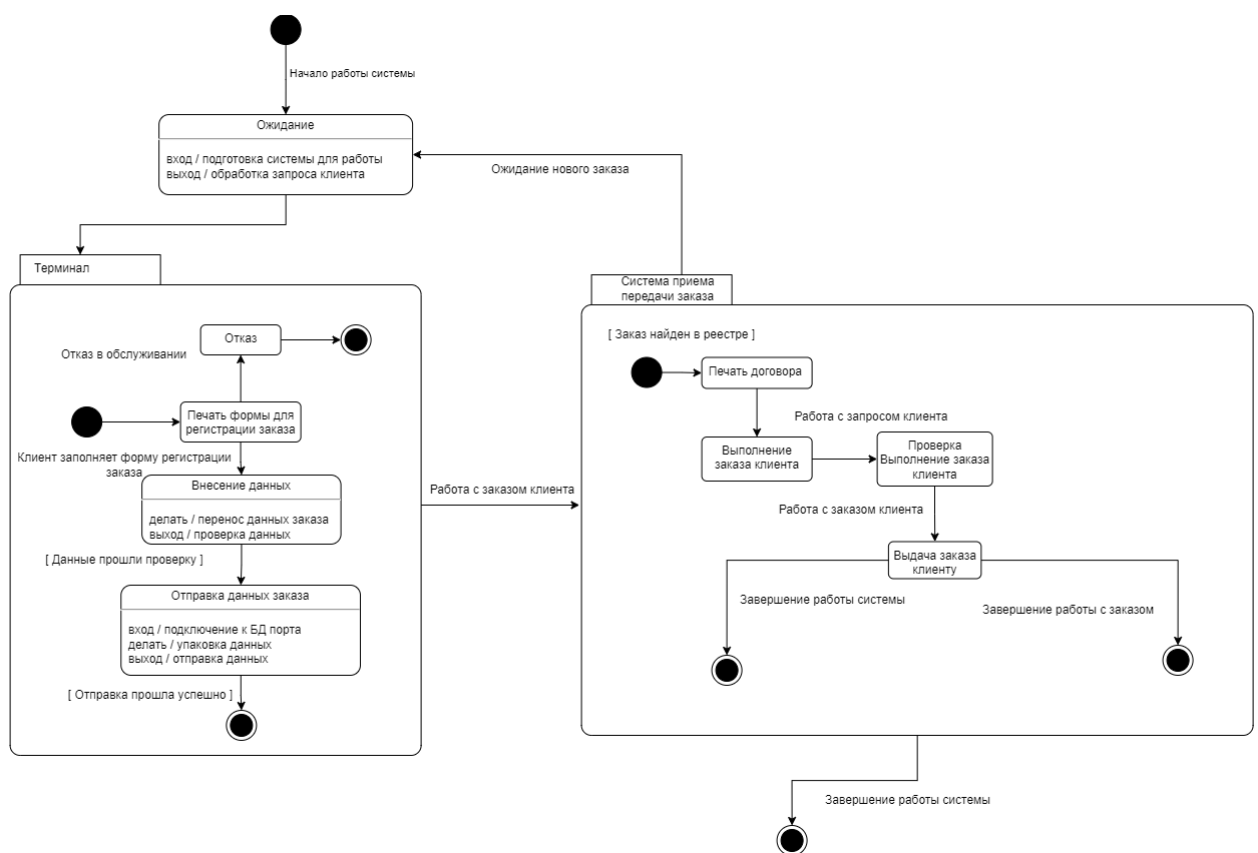 Начало работы системы
Ожидание
вход / подготовка системы для работы
выход / обработка запроса клиента
Ожидание нового заказа
Терминал
Отказ
Отказ в обслуживании
Печать формы для
регистрации заказа
Клиент заполняет форму регистрации
заказа
Внесение данных
делать / перенос данных заказа
выход / проверка данных
[ Данные прошли проверку ]
Отправка данных заказа
вход / подключение к БД порта
делать / упаковка данных
выход / отправка данных
[ Отправка прошла успешно ]
Работа с заказом клиента
Система приема
передачи заказа
[ Заказ найден в реестре ]
Печать договора
Работа с запросом клиента
Выполнение
заказа клиента
Проверка
Выполнение заказа
клиента
Работа с заказом клиента
Выдача заказа
клиенту
Завершение работы системы
Завершение работы с заказом
Завершение работы системы